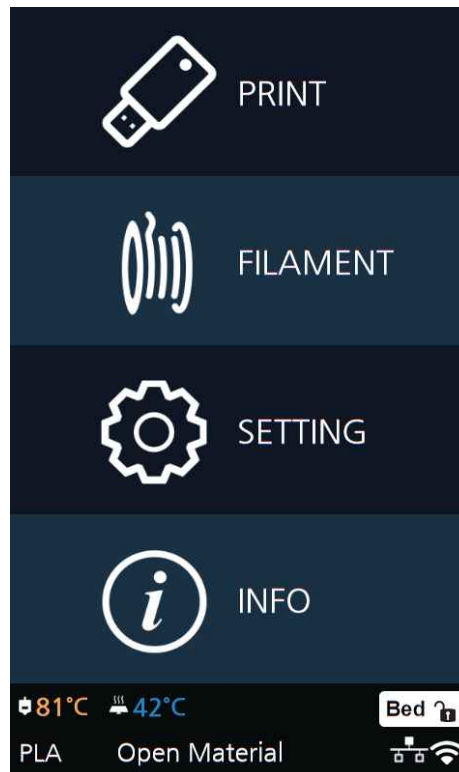 PRINT
FILAMENT
SETTING
i INFO
81°C 42°C Bed
PLA Open Material